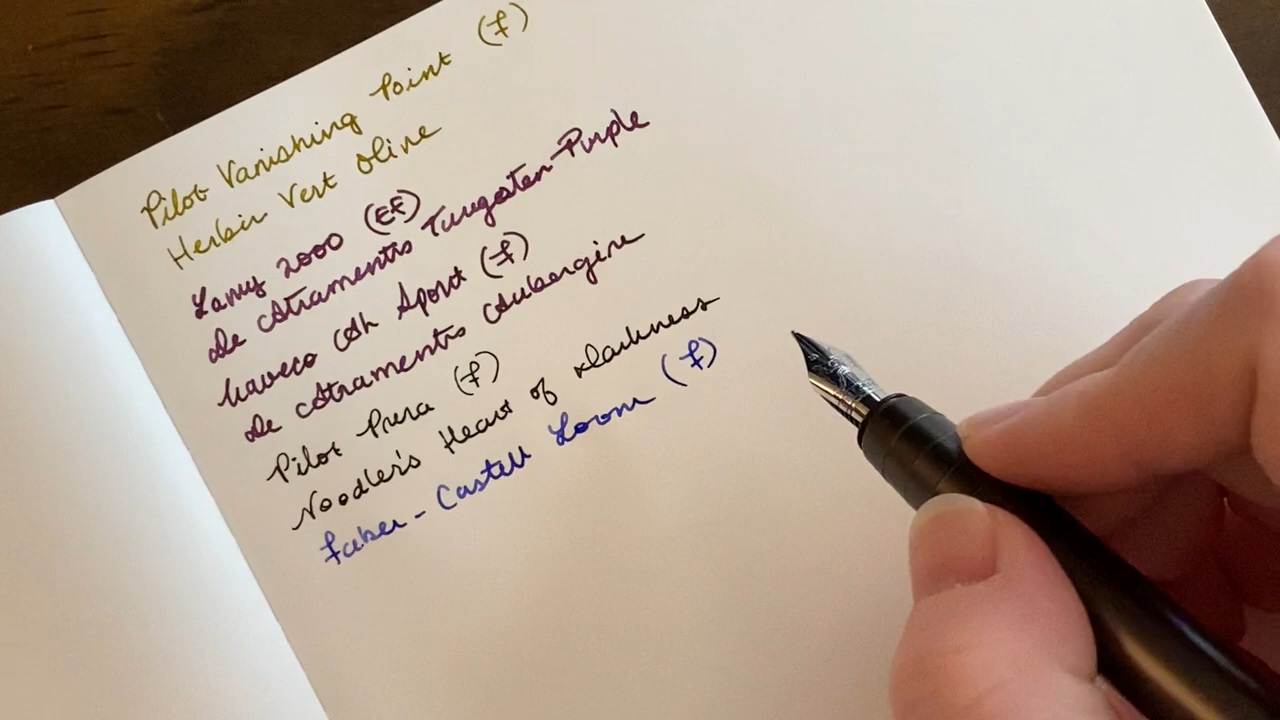 Pilot Vanishing Point (f)
Herbin Vert Olive
Lamy 2000 (EF)
De Atramentis Tungsten-Purple
Kaweco Al Sport (f)
De Atramentis Aubergine
Pilot Prera (f)
Noodler's Heart of Darkness
Faber-Castell Loom (f)